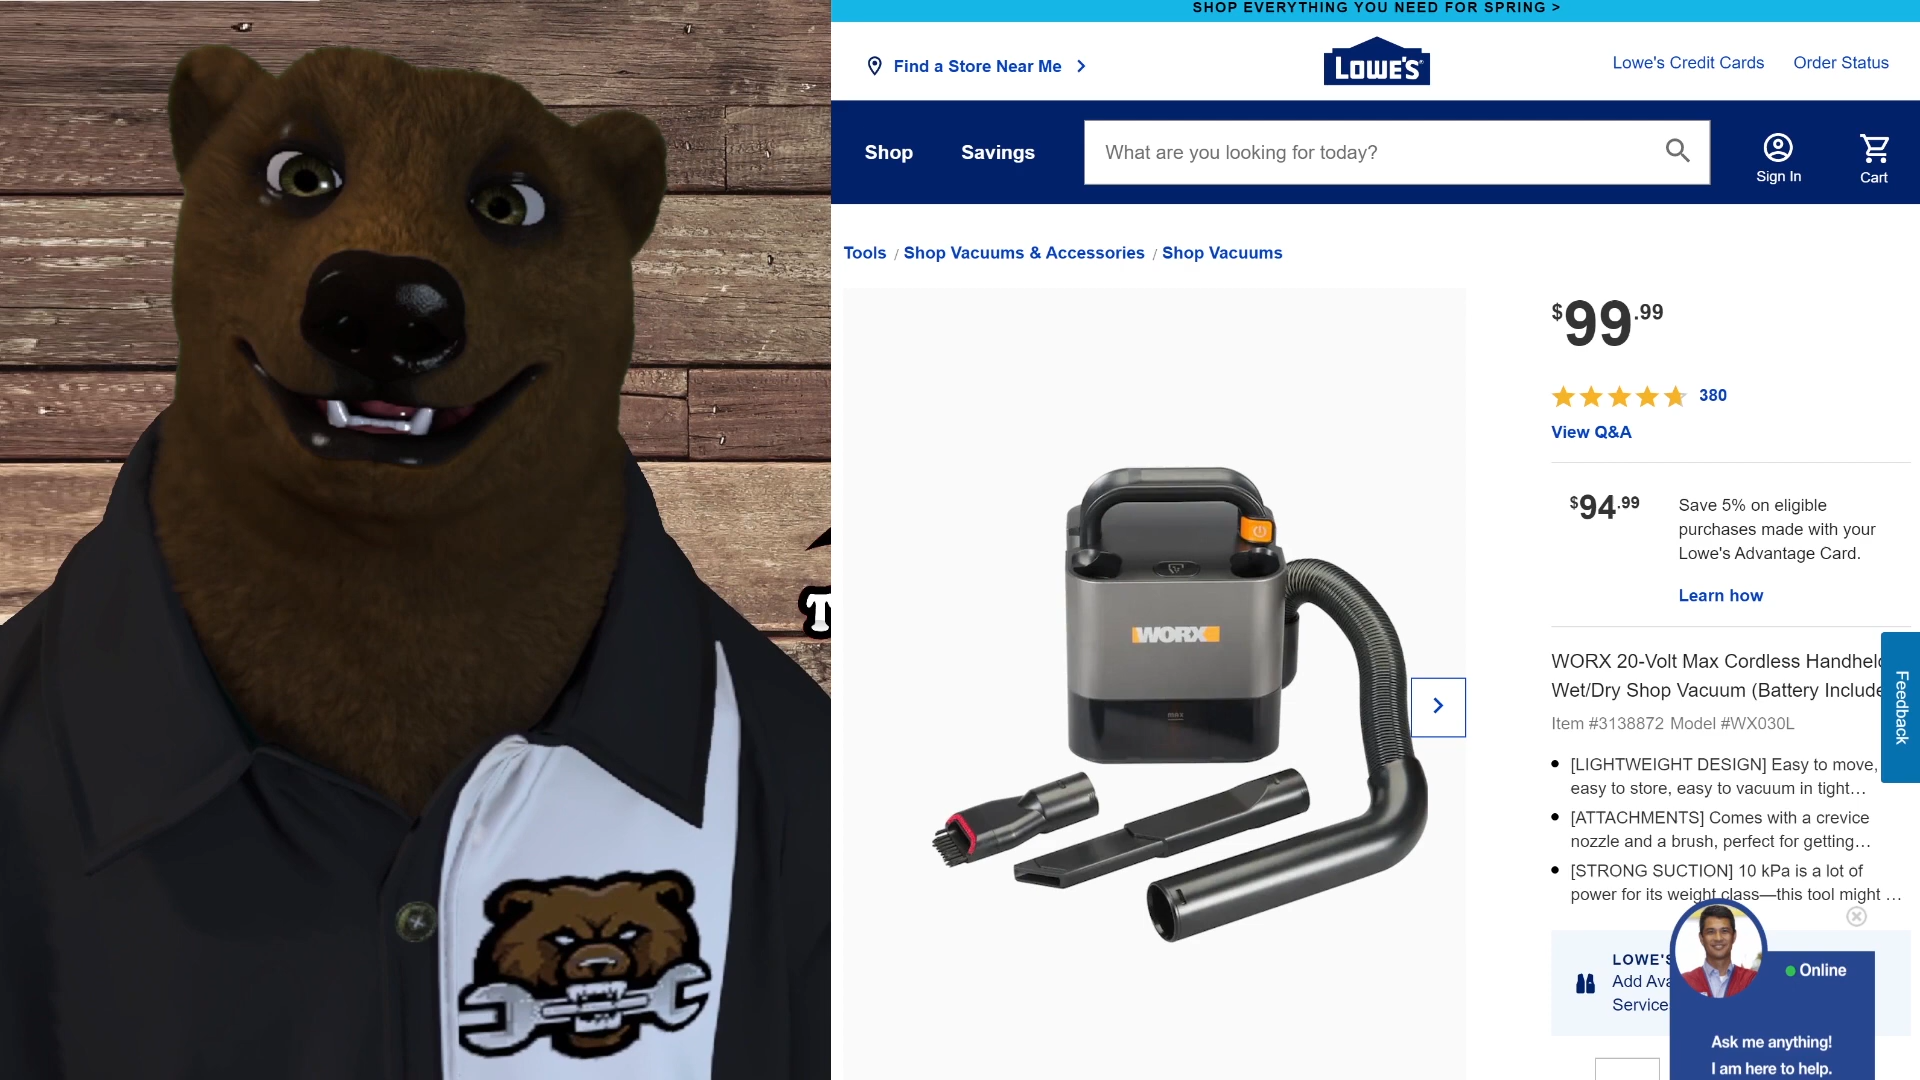 SHOP EVERYTHING YOU NEED FOR SPRING >
Find a Store Near Me
LOWE'S
Lowe's Credit Cards
Order Status
Shop
Savings
What are you looking for today?
Sign In
Cart
Tools / Shop Vacuums & Accessories / Shop Vacuums
$99.99
380
View Q&A
$94.99
Save 5% on eligible
purchases made with your
Lowe's Advantage Card.
Learn how
WORX
max
WORX 20-Volt Max Cordless Handheld
Wet/Dry Shop Vacuum (Battery Include
Item #3138872 Model #WX030L
Feedback
[LIGHTWEIGHT DESIGN] Easy to move,
easy to store, easy to vacuum in tight…
[ATTACHMENTS] Comes with a crevice
nozzle and a brush, perfect for getting…
[STRONG SUCTION] 10 kPa is a lot of
power for its weight class—this tool might …
LOWE'S
Add Ava
Service
Online
Ask me anything!
I am here to help.
T